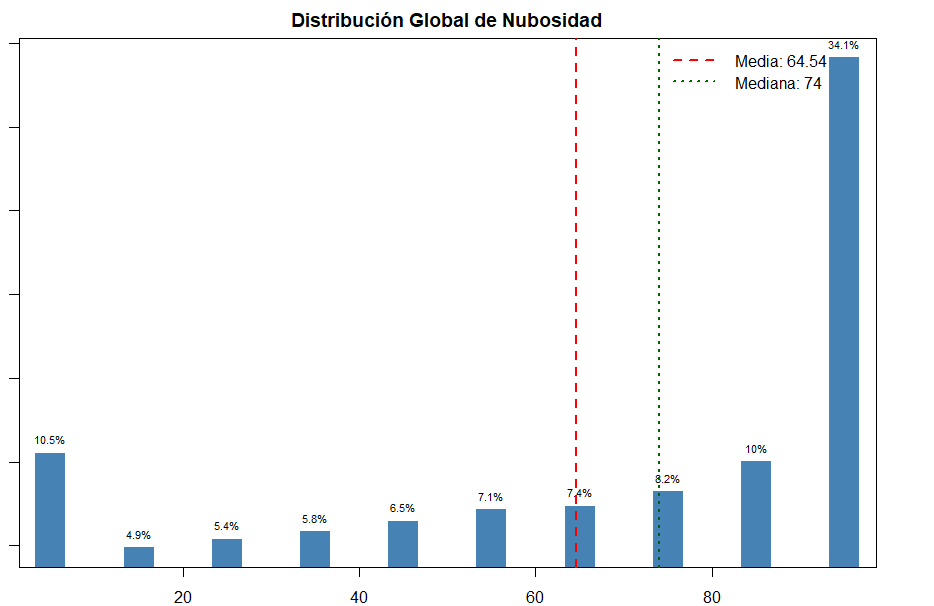 Distribución Global de Nubosidad
34.1%
Media: 64.54
Mediana: 74
10.5%
4.9%
5.4%
5.8%
6.5%
7.1%
7.4%
8.2%
10%
20 40 60 80